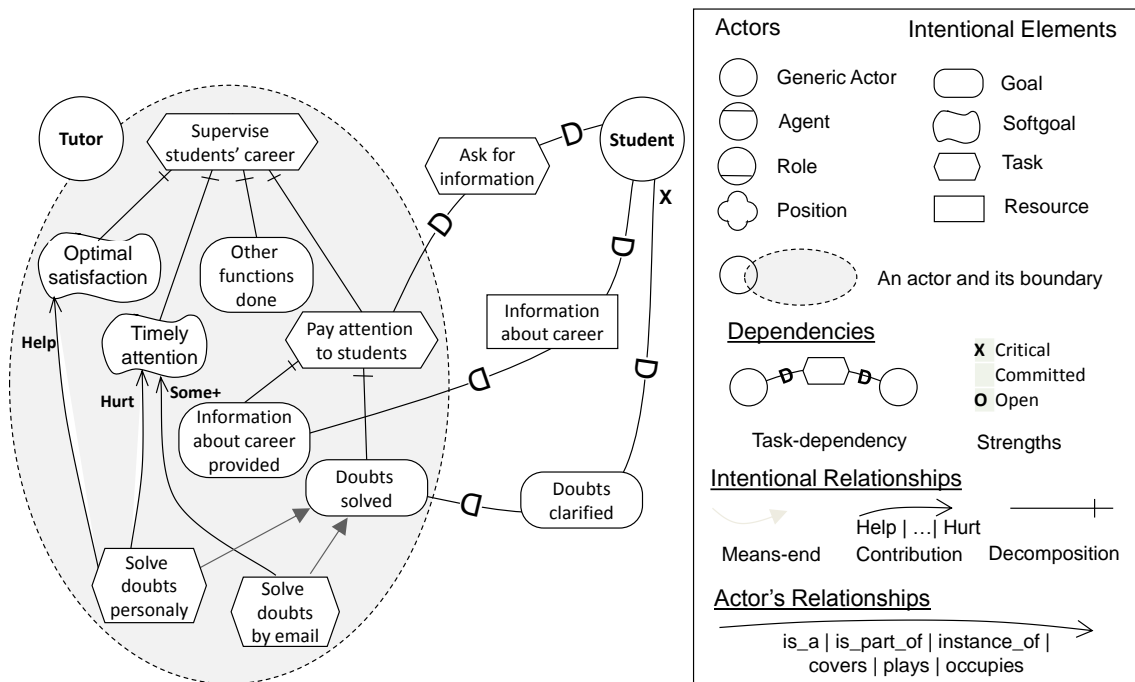 Tutor
Supervise
students' career
Optimal
satisfaction
Other
functions
done
Timely
attention
Pay attention
to students
Help
Hurt
Some+
Information
about career
provided
Doubts
solved
Solve
doubts
personaly
Solve
doubts
by email
Ask for
information
D
D
Student
X
D
Information
about career
D
D
Doubts
clarified
D
Actors
Generic Actor
Agent
Role
Position
Intentional Elements
Goal
Softgoal
Task
Resource
An actor and its boundary
Dependencies
D
D
Task-dependency
X Critical
Committed
O Open
Strengths
Intentional Relationships
Means-end
Help | ...| Hurt
Contribution
Decomposition
Actor's Relationships
is_a | is_part_of | instance_of |
covers | plays | occupies